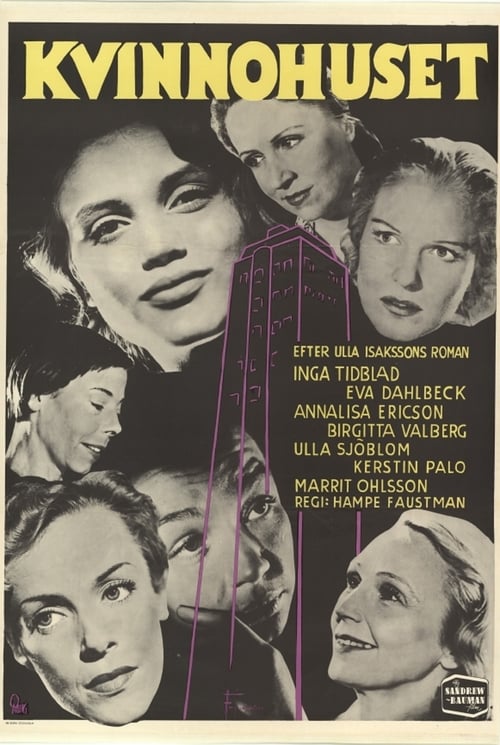 KVINNOHUSET
EFTER ULLA ISAKSSONS ROMAN
INGA TIDBLAD
EVA DAHLBECK
ANNALISA ERICSON
BIRGITTA VALBERG
ULLA SJÖBLOM
KERSTIN PALO
MARRIT OHLSSON
REGI: HAMPE FAUSTMAN
SANDREW
-BAUMAN
film